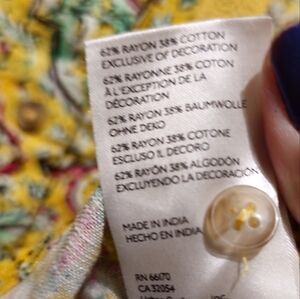 62% RAYON 38% COTTON
EXCLUSIVE OF DECORATION
62% RAYONNE 38% COTON
À L'EXCEPTION DE LA
DÉCORATION
62% RAYON 38% BAUMWOLLE
OHNE DEKO
62% RAYON 38% COTONE
ESCLUSO IL DECORO
62% RAYÓN 38% ALGODÓN
EXCLUYENDO LA DECORACIÓN
MADE IN INDIA
HECHO EN INDIA
RN 66170
CA 32054